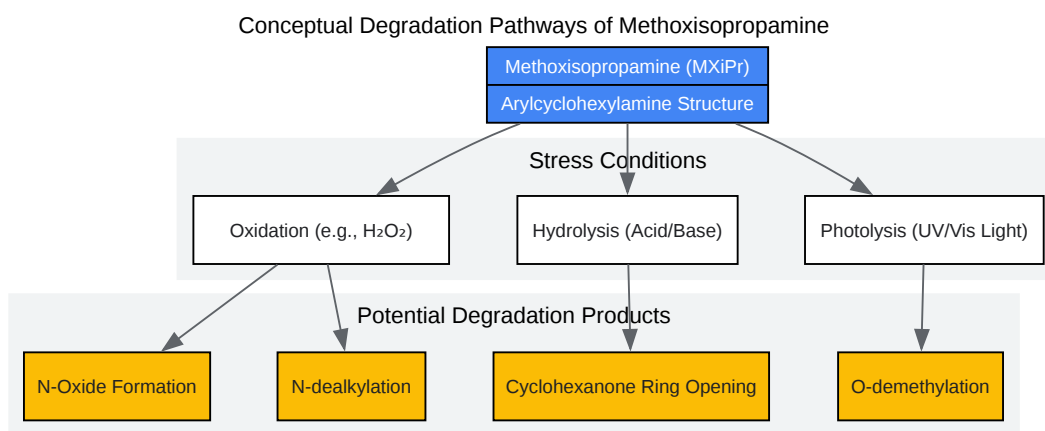 Conceptual Degradation Pathways of Methoxisopropamine
Methoxisopropamine (MXiPr)
Arylcyclohexylamine Structure
Stress Conditions
Oxidation (e.g., H₂O₂)
Hydrolysis (Acid/Base)
Photolysis (UV/Vis Light)
Potential Degradation Products
N-Oxide Formation
N-dealkylation
Cyclohexanone Ring Opening
O-demethylation